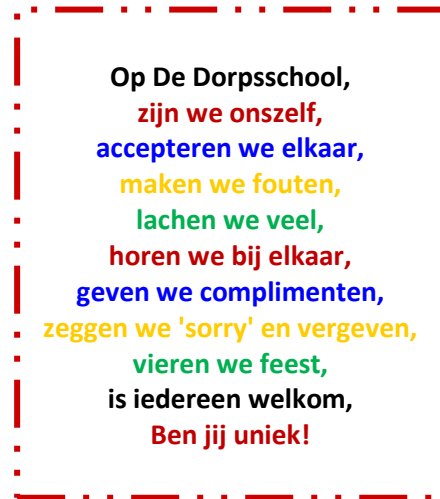 Op De Dorpsschool,
zijn we onszelf,
accepteren we elkaar,
maken we fouten,
lachen we veel,
horen we bij elkaar,
geven we complimenten,
zeggen we 'sorry' en vergeven,
vieren we feest,
is iedereen welkom,
Ben jij uniek!